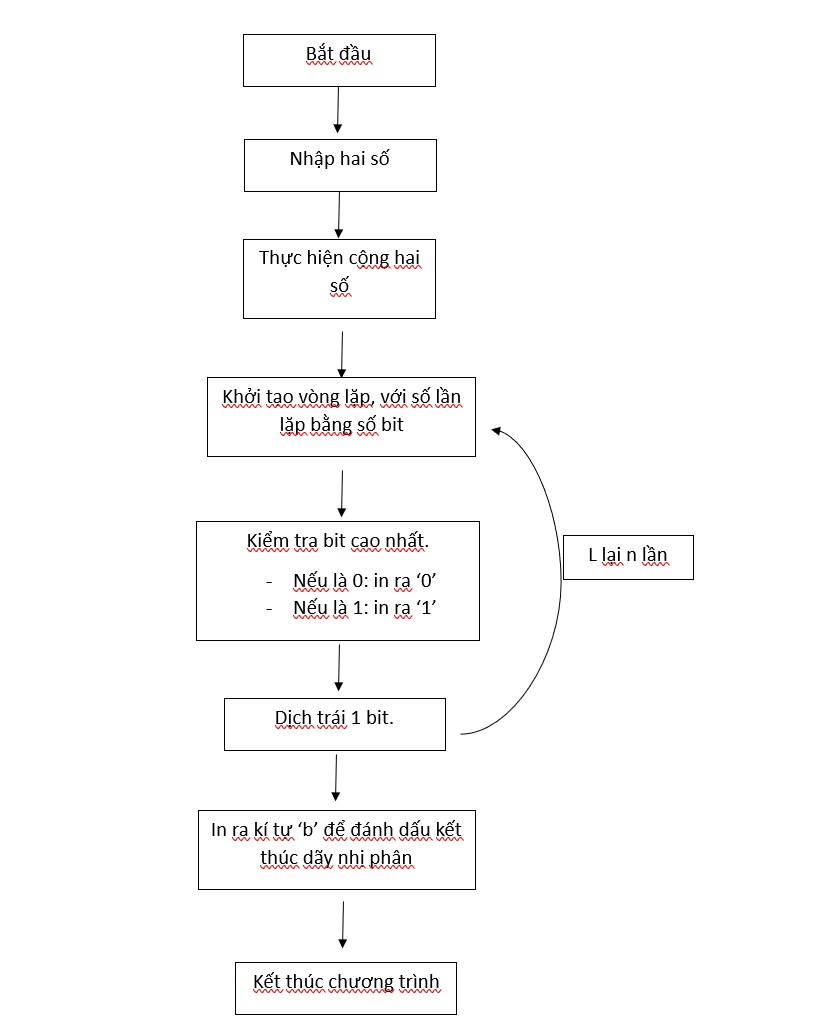 Bắt đầu
Nhập hai số
Thực hiện cộng hai
số
Khởi tạo vòng lặp, với số lần
lặp bằng số bit
Kiểm tra bit cao nhất.
- Nếu là 0: in ra ‘0’
- Nếu là 1: in ra ‘1’
L lại n lần
Dịch trái 1 bit.
In ra kí tự ‘b’ để đánh dấu kết
thúc dãy nhị phân
Kết thúc chương trình